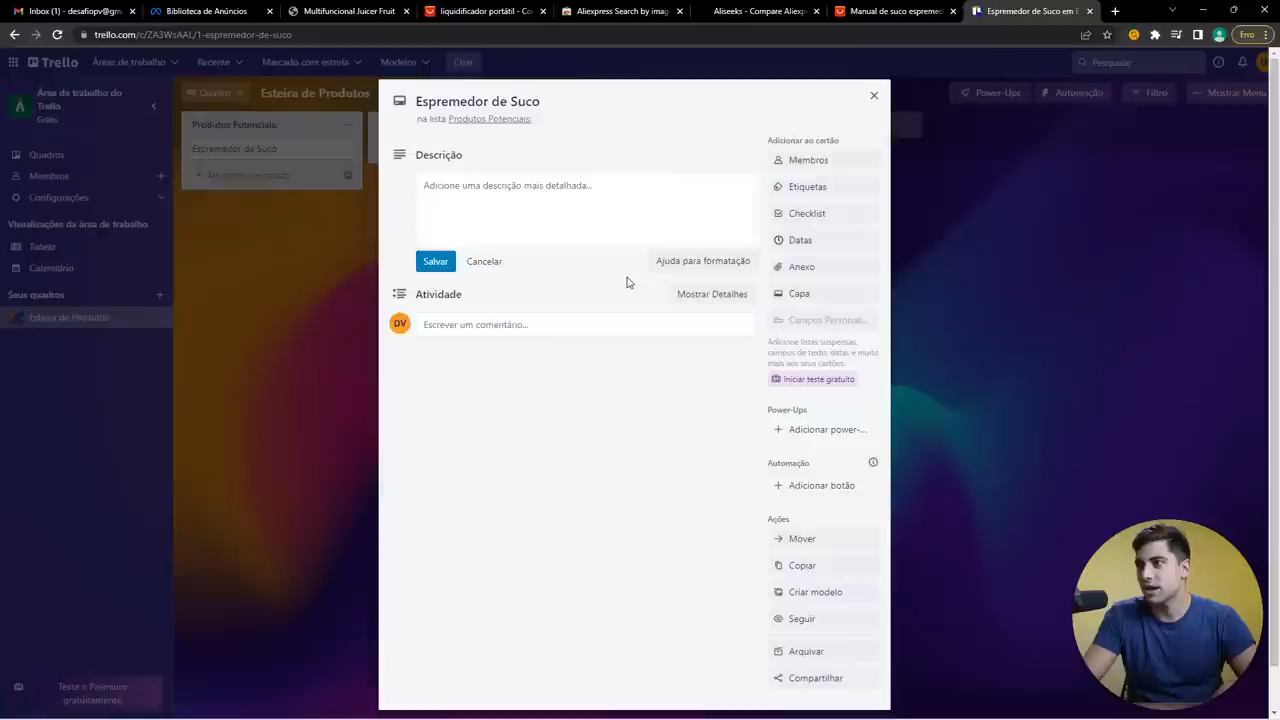 Inbox (1) - desafiopv@gm
Biblioteca de Anúncios
Multifuncional Juicer Fruit
liquidificador portátil - Co
Aliexpress Search by imag
Aliseeks - Compare Aliexp
Manual de suco espremed
Espremedor de Suco em E
trello.com/c/ZA3WsAAL/1-espremedor-de-suco
Erro
Trello
Áreas de trabalho
Recente
Marcado com estrela
Modelos
Criar
Pesquisar
Área de trabalho do
Trello
Grátis
Quadro
Esteira de Produtos
Power-Ups
Automação
Filtro
Mostrar Menu
Quadros
Membros
Configurações
Visualizações da área de trabalho
Tabela
Calendário
Seus quadros
Esteira de Produtos
Teste o Premium
gratuitamente
Produtos Potenciais:
Espremedor de Suco
Adicionar um cartão
Espremedor de Suco
na lista Produtos Potenciais:
Descrição
Adicione uma descrição mais detalhada...
Salvar
Cancelar
Ajuda para formatação
Atividade
Mostrar Detalhes
DV
Escrever um comentário...
Adicionar ao cartão
Membros
Etiquetas
Checklist
Datas
Anexo
Capa
Campos Personali...
Adicione listas suspensas,
campos de texto, datas e muito
mais aos seus cartões.
Iniciar teste gratuito
Power-Ups
Adicionar power-...
Automação
Adicionar botão
Ações
Mover
Copiar
Criar modelo
Seguir
Arquivar
Compartilhar